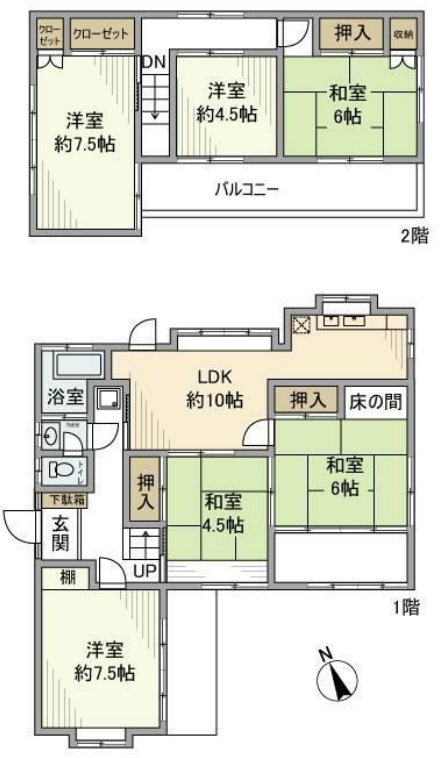 クロー
ゼット
クローゼット
押入
収納
DN
洋室
約7.5帖
洋室
約4.5帖
和室
6帖
バルコニー
2階
LDK
約10帖
浴室
押入
床の間
トイレ
下駄箱
玄関
押入
和室
4.5帖
和室
6帖
UP
棚
1階
洋室
約7.5帖
N